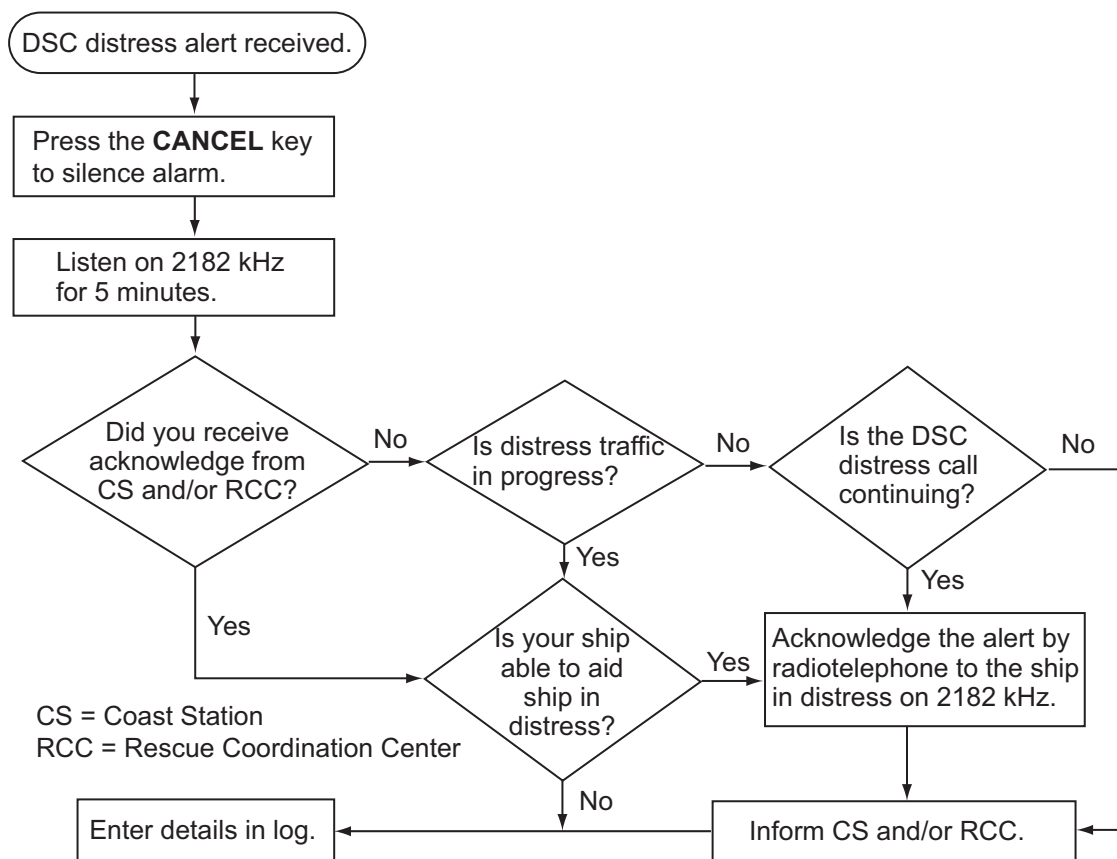 DSC distress alert received.
Press the CANCEL key
to silence alarm.
Listen on 2182 kHz
for 5 minutes.
Did you receive
acknowledge from
CS and/or RCC?
No
Is distress traffic
in progress?
No
Is the DSC
distress call
continuing?
No
Yes
Yes
Yes
Is your ship
able to aid
ship in
distress?
Yes
Acknowledge the alert by
radiotelephone to the ship
in distress on 2182 kHz.
CS = Coast Station
RCC = Rescue Coordination Center
No
Enter details in log.
Inform CS and/or RCC.